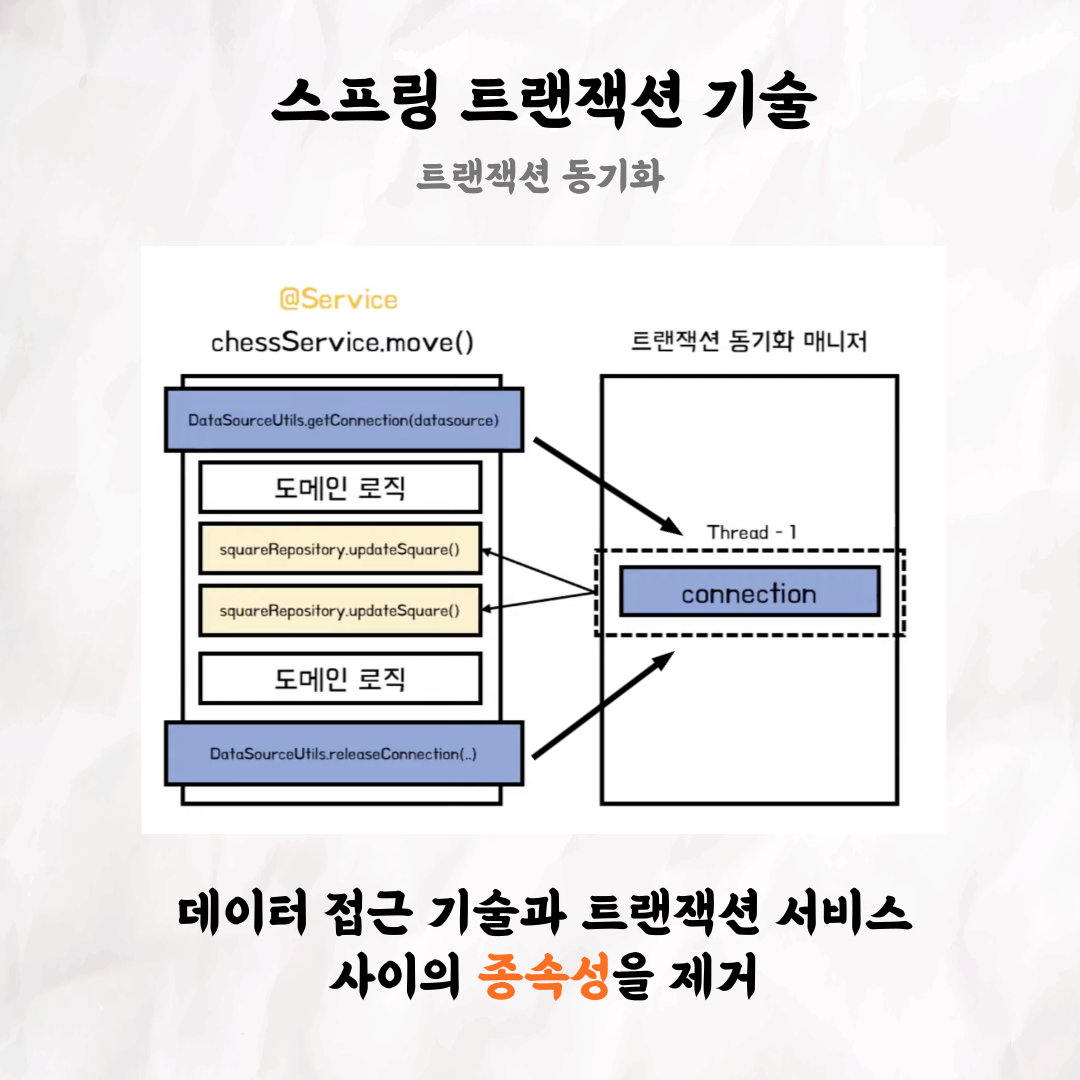 스프링 트랜잭션 기술
트랜잭션 동기화
@Service
chessService.move()
DataSourceUtils.getConnection(datasource)
도메인 로직
squareRepository.updateSquare()
squareRepository.updateSquare()
도메인 로직
DataSourceUtils.releaseConnection(..)
트랜잭션 동기화 매니저
Thread - 1
connection
데이터 접근 기술과 트랜잭션 서비스
사이의 종속성을 제거